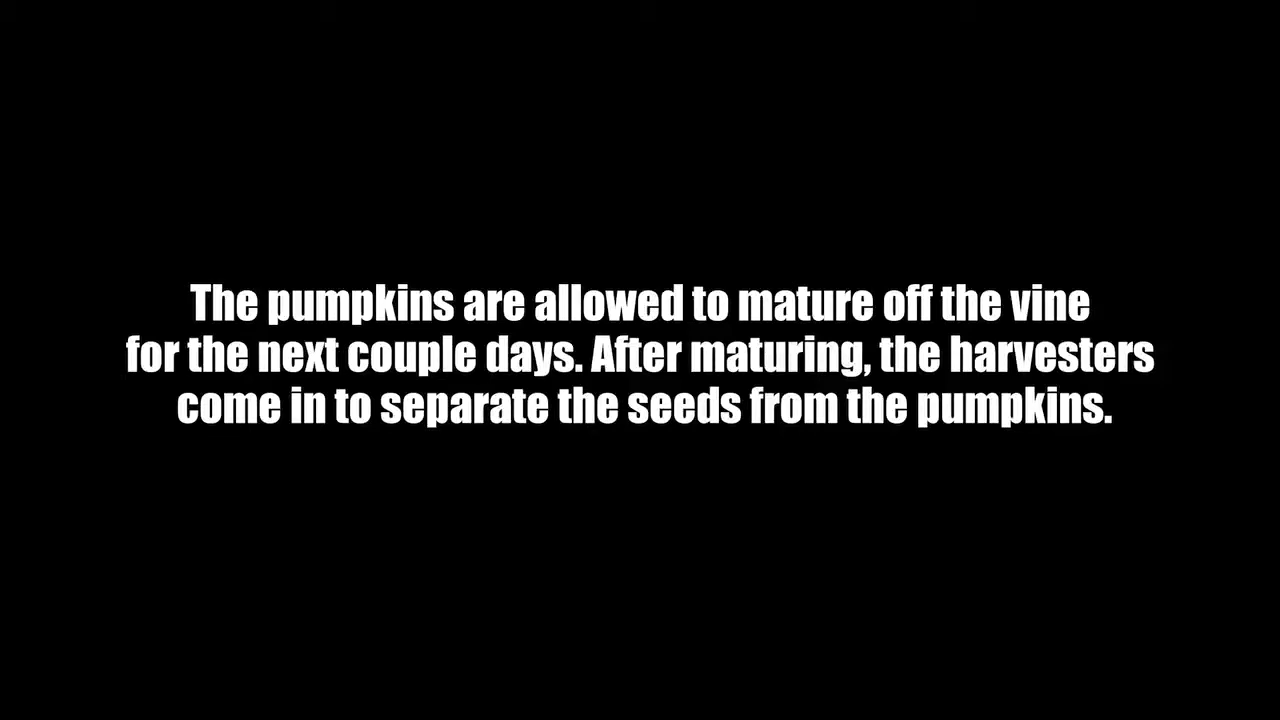 The pumpkins are allowed to mature off the vine
for the next couple days. After maturing, the harvesters
come in to separate the seeds from the pumpkins.